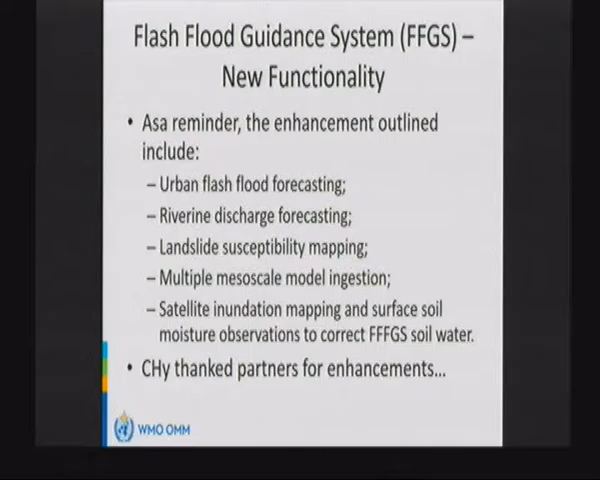 Flash Flood Guidance System (FFGS) –
New Functionality
• Asa reminder, the enhancement outlined
include:
– Urban flash flood forecasting;
– Riverine discharge forecasting;
– Landslide susceptibility mapping;
– Multiple mesoscale model ingestion;
– Satellite inundation mapping and surface soil
moisture observations to correct FFFGS soil water.
• CHy thanked partners for enhancements...
WMO OMM